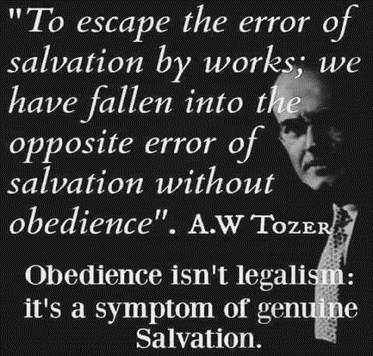 "To escape the error of
salvation by works; we
have fallen into the
opposite error of
salvation without
obedience". A.W TOZER
Obedience isn't legalism:
it's a symptom of genuine
Salvation.